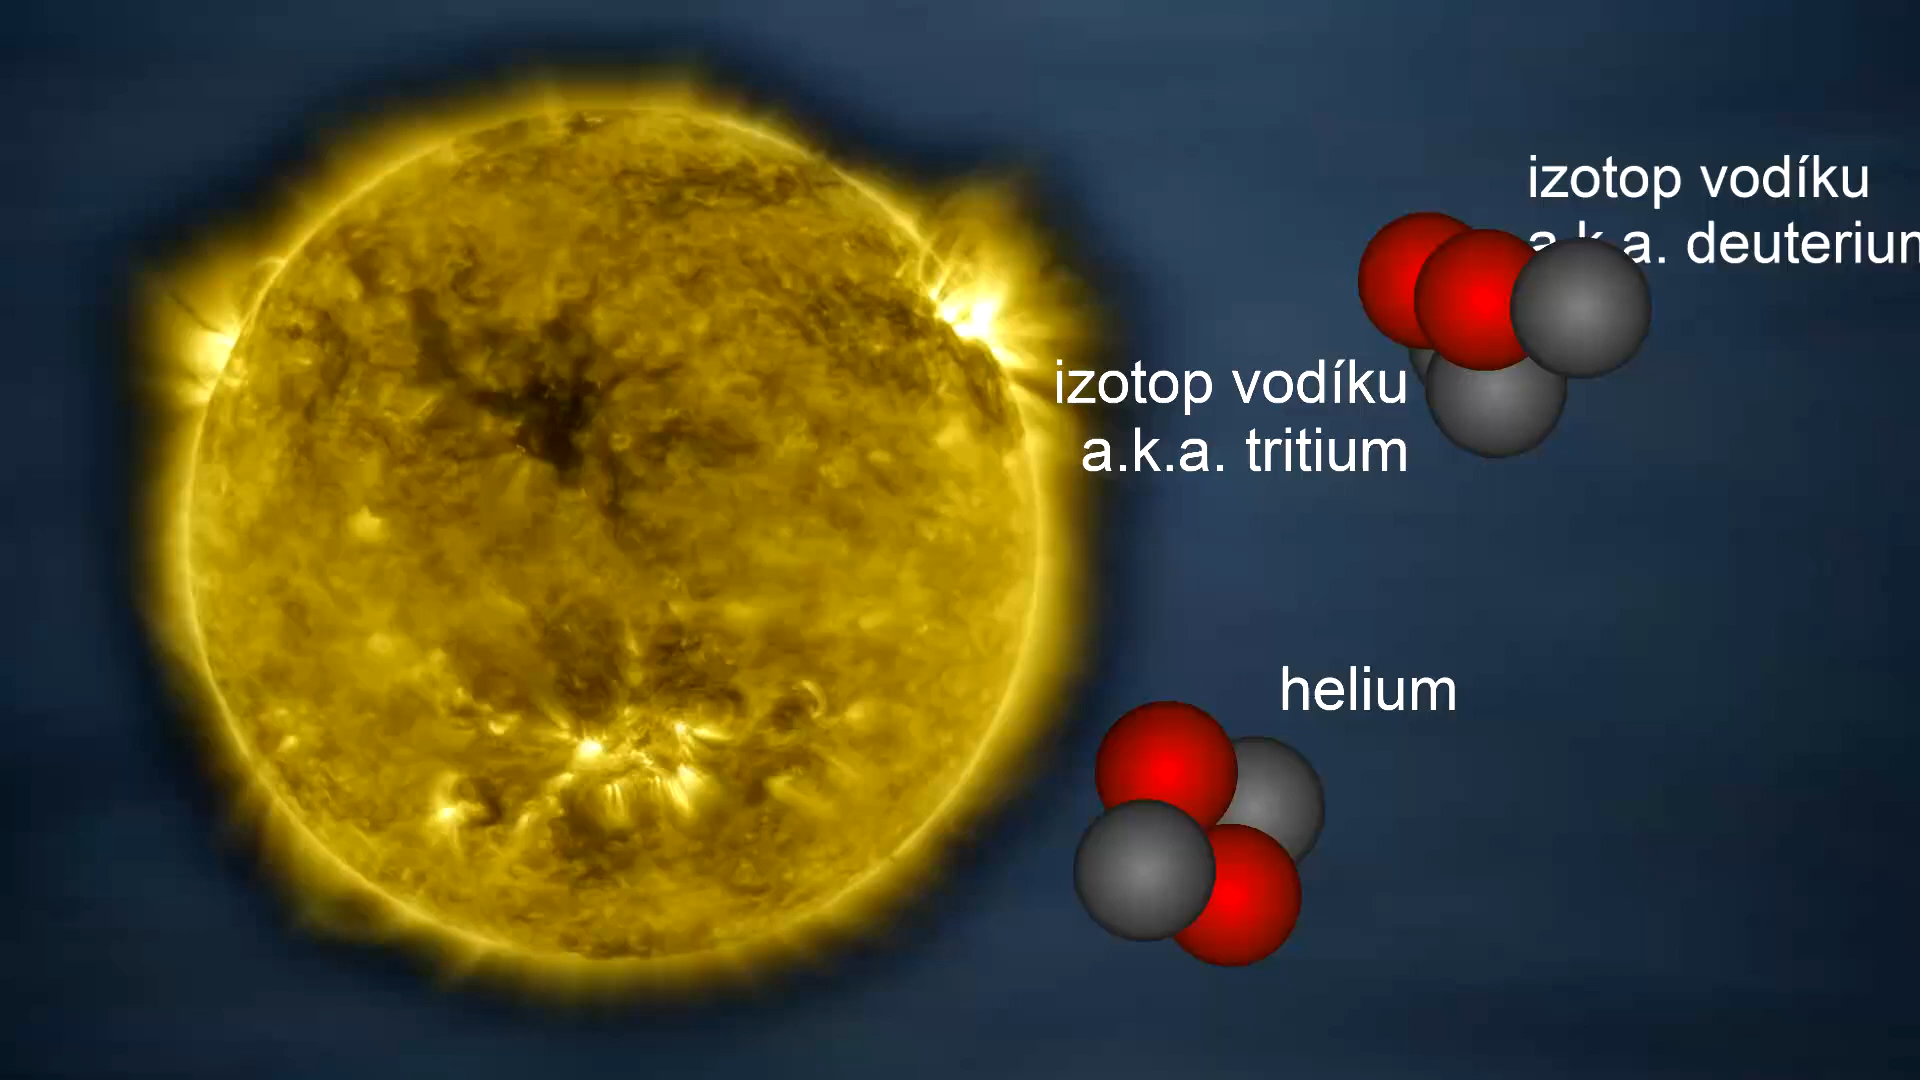 izotop vodíku
a.k.a. deuterium
izotop vodíku
a.k.a. tritium
helium